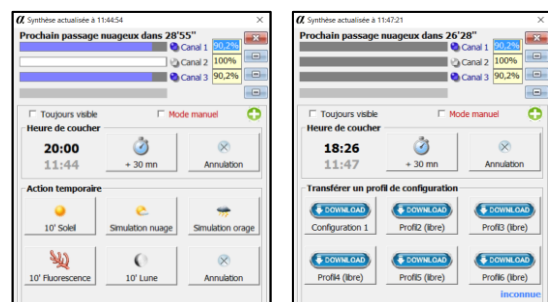 α Synthèse actualisée à 11:44:54
Prochain passage nuageux dans 28'55"
Canal 1 90,2%
Canal 2 100%
Canal 3 90,2%
Toujours visible Mode manuel
Heure de coucher
20:00
11:44
+ 30 mn
Annulation
Action temporaire
10' Soleil Simulation nuage Simulation orage
10' Fluorescence 10' Lune Annulation
α Synthèse actualisée à 11:47:21
Prochain passage nuageux dans 26'28"
Canal 1 90,2%
Canal 2 100%
Canal 3 90,2%
Toujours visible Mode manuel
Heure de coucher
18:26
11:47
+ 30 mn
Annulation
Transférer un profil de configuration
DOWNLOAD DOWNLOAD DOWNLOAD
Configuration 1 Profil2 (libre) Profil3 (libre)
DOWNLOAD DOWNLOAD DOWNLOAD
Profil4 (libre) Profil5 (libre) Profil6 (libre)
inconnue